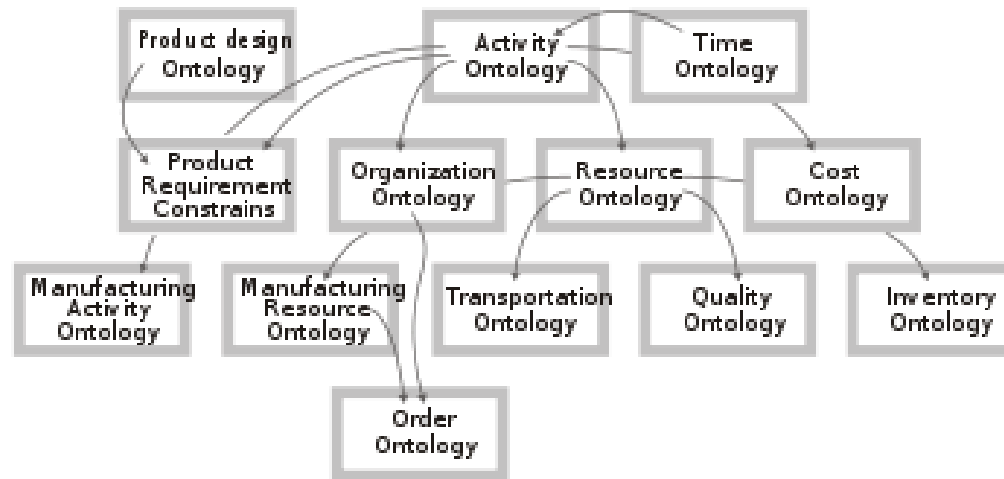 Product design
Ontology
Activity
Ontology
Time
Ontology
Product
Requirement
Constrains
Organization
Ontology
Resource
Ontology
Cost
Ontology
Manufacturing
Activity
Ontology
Manufacturing
Resource
Ontology
Transportation
Ontology
Quality
Ontology
Inventory
Ontology
Order
Ontology